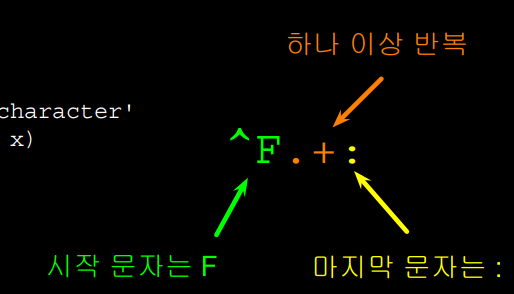 하나 이상 반복
character'
x)
^F.+:
시작 문자는 F
마지막 문자는 :